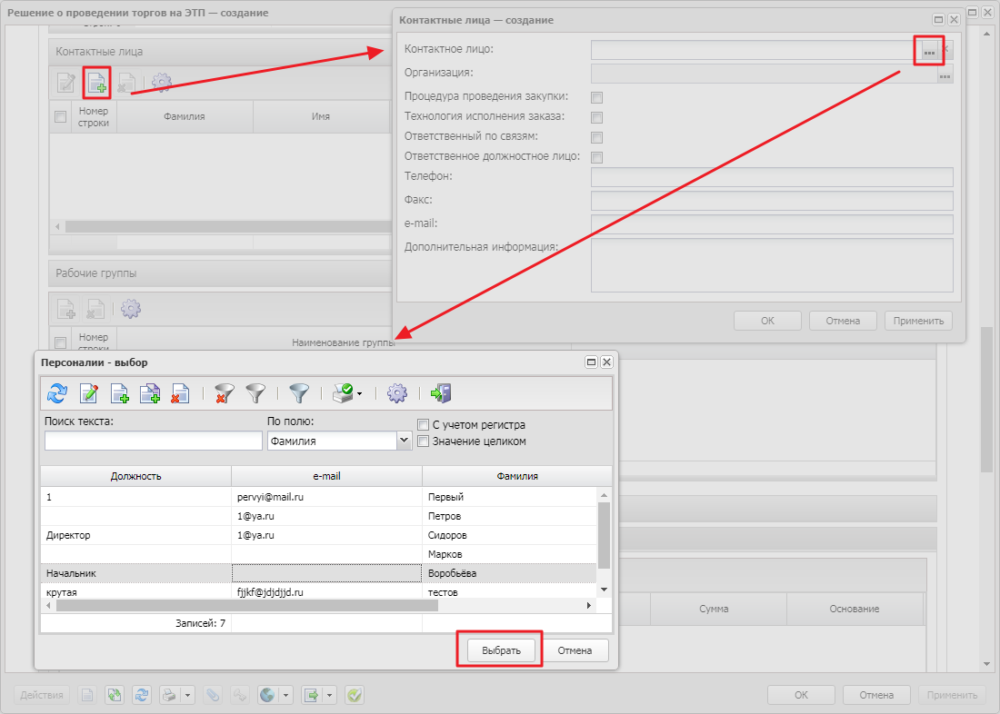 Решение о проведении торгов на ЭТП — создание
Контактные лица
Номер строки
Фамилия
Имя
Рабочие группы
Номер
Наименование группы
Сумма
Основание
Действия
ОК
Отмена
Применить
Контактные лица — создание
Контактное лицо:
Организация:
Процедура проведения закупки:
Технология исполнения заказа:
Ответственный по связям:
Ответственное должностное лицо:
Телефон:
Факс:
e-mail:
Дополнительная информация:
ОК
Отмена
Применить
Персоналии - выбор
Поиск текста:
По полю:
Фамилия
С учетом регистра
Значение целиком
Должность e-mail Фамилия
1 pervyi@mail.ru Первый
1@ya.ru Петров
Директор 1@ya.ru Сидоров
Марков
Начальник Воробьёва
крутая fjjkf@jdjdjjd.ru тестов
Записей: 7
Выбрать
Отмена